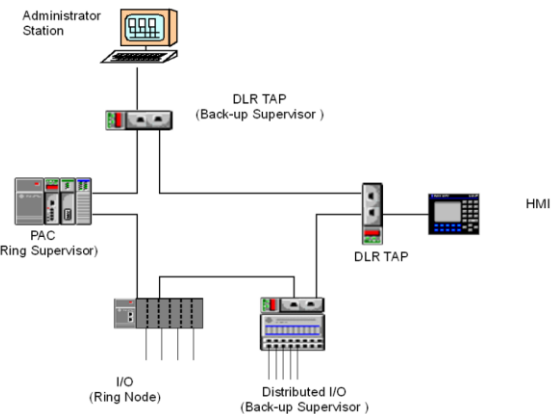 Administrator
Station
DLR TAP
(Back-up Supervisor )
HMI
PAC
Ring Supervisor)
DLR TAP
I/O
(Ring Node)
Distributed I/O
(Back-up Supervisor )